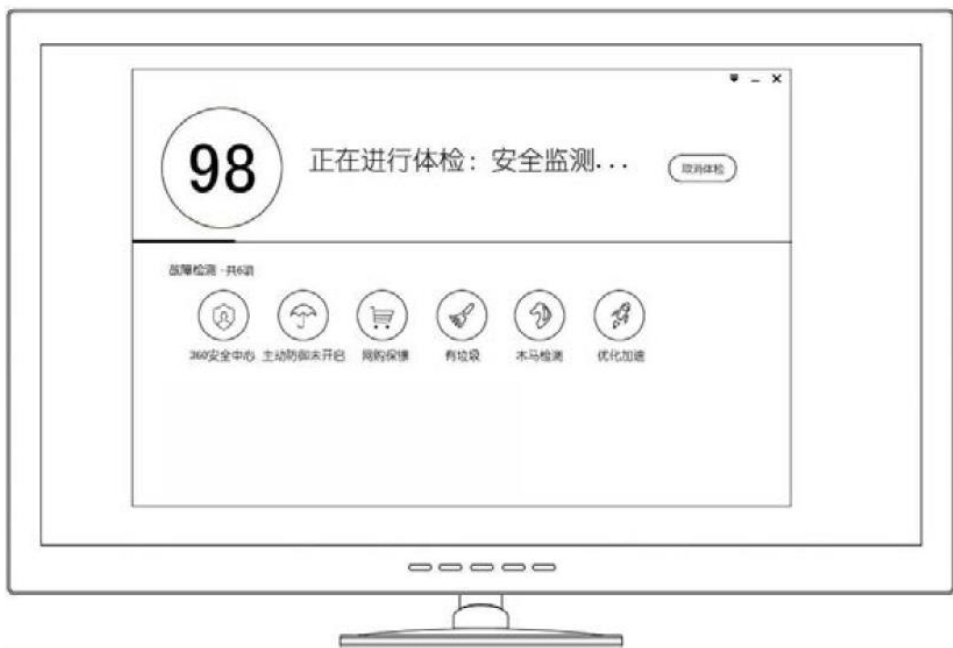 98
正在进行体检：安全监测...
取消体检
故障检测 - 共6项
360安全中心
主动防御未开启
网购保镖
有垃圾
木马检测
优化加速